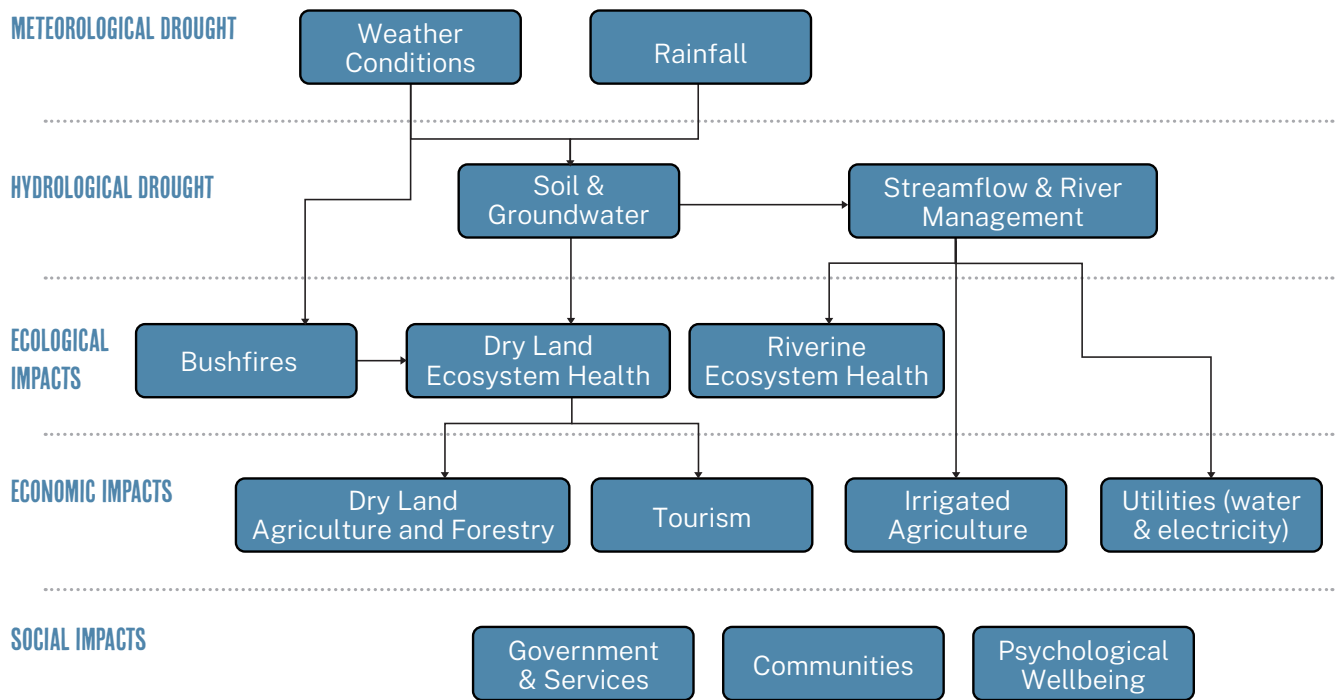 METEOROLOGICAL DROUGHT
Weather
Conditions
Rainfall
HYDROLOGICAL DROUGHT
Soil &
Groundwater
Streamflow & River
Management
ECOLOGICAL
IMPACTS
Bushfires
Dry Land
Ecosystem Health
Riverine
Ecosystem Health
ECONOMIC IMPACTS
Dry Land
Agriculture and Forestry
Tourism
Irrigated
Agriculture
Utilities (water
& electricity)
SOCIAL IMPACTS
Government
& Services
Communities
Psychological
Wellbeing